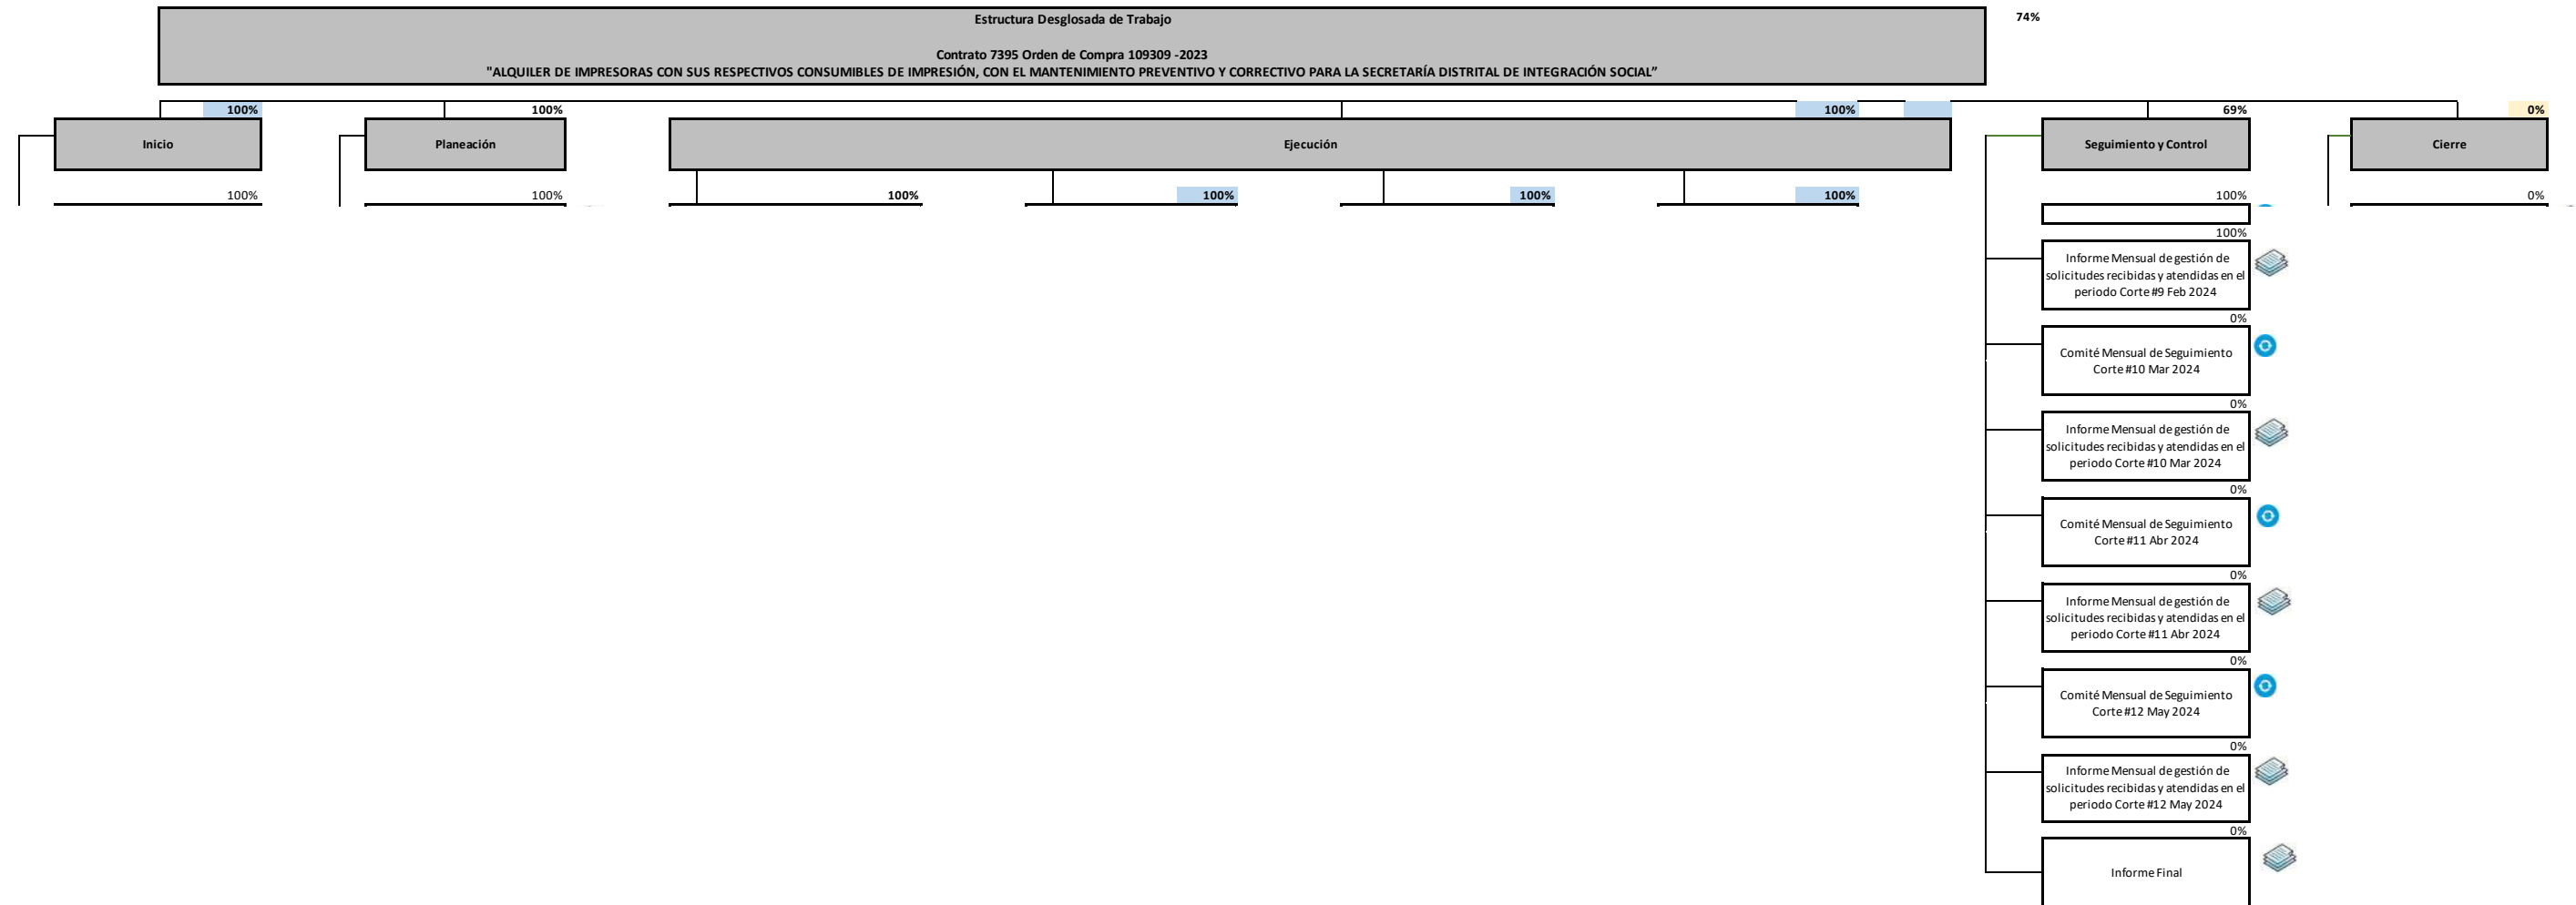 Estructura Desglosada de Trabajo
74%
Contrato 7395 Orden de Compra 109309 -2023
"ALQUILER DE IMPRESORAS CON SUS RESPECTIVOS CONSUMIBLES DE IMPRESIÓN, CON EL MANTENIMIENTO PREVENTIVO Y CORRECTIVO PARA LA SECRETARÍA DISTRITAL DE INTEGRACIÓN SOCIAL”
100%
100%
100%
69%
0%
Inicio
Planeación
Ejecución
Seguimiento y Control
Cierre
100%
100%
100%
100%
100%
100%
100%
0%
100%
Informe Mensual de gestión de
solicitudes recibidas y atendidas en el
periodo Corte #9 Feb 2024
0%
Comité Mensual de Seguimiento
Corte #10 Mar 2024
0%
Informe Mensual de gestión de
solicitudes recibidas y atendidas en el
periodo Corte #10 Mar 2024
0%
Comité Mensual de Seguimiento
Corte #11 Abr 2024
0%
Informe Mensual de gestión de
solicitudes recibidas y atendidas en el
periodo Corte #11 Abr 2024
0%
Comité Mensual de Seguimiento
Corte #12 May 2024
0%
Informe Mensual de gestión de
solicitudes recibidas y atendidas en el
periodo Corte #12 May 2024
0%
Informe Final